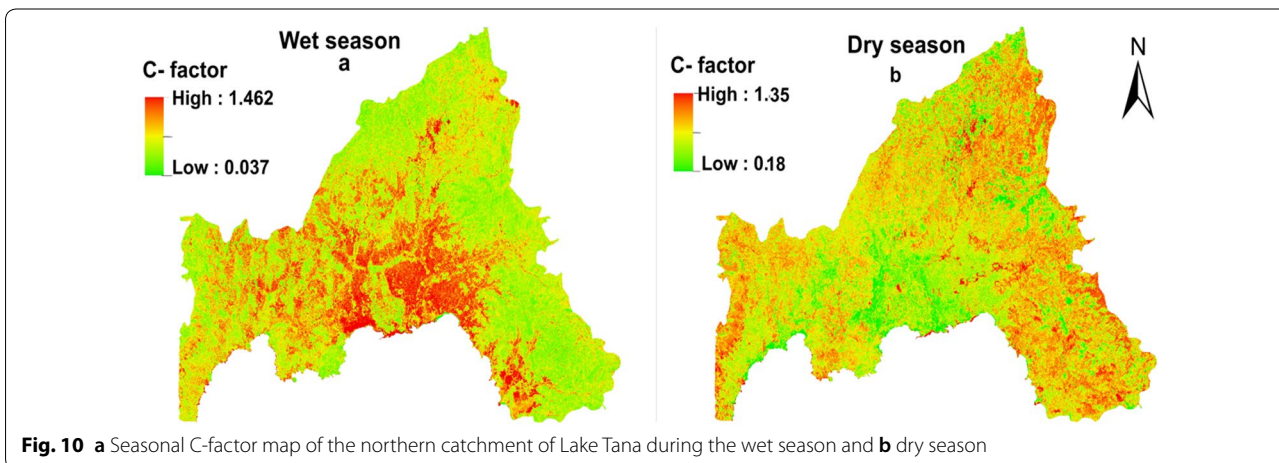 Wet season
a
C- factor
High : 1.462
Low : 0.037
Dry season
b
C- factor
High : 1.35
Low : 0.18
N
Fig. 10 a Seasonal C-factor map of the northern catchment of Lake Tana during the wet season and b dry season